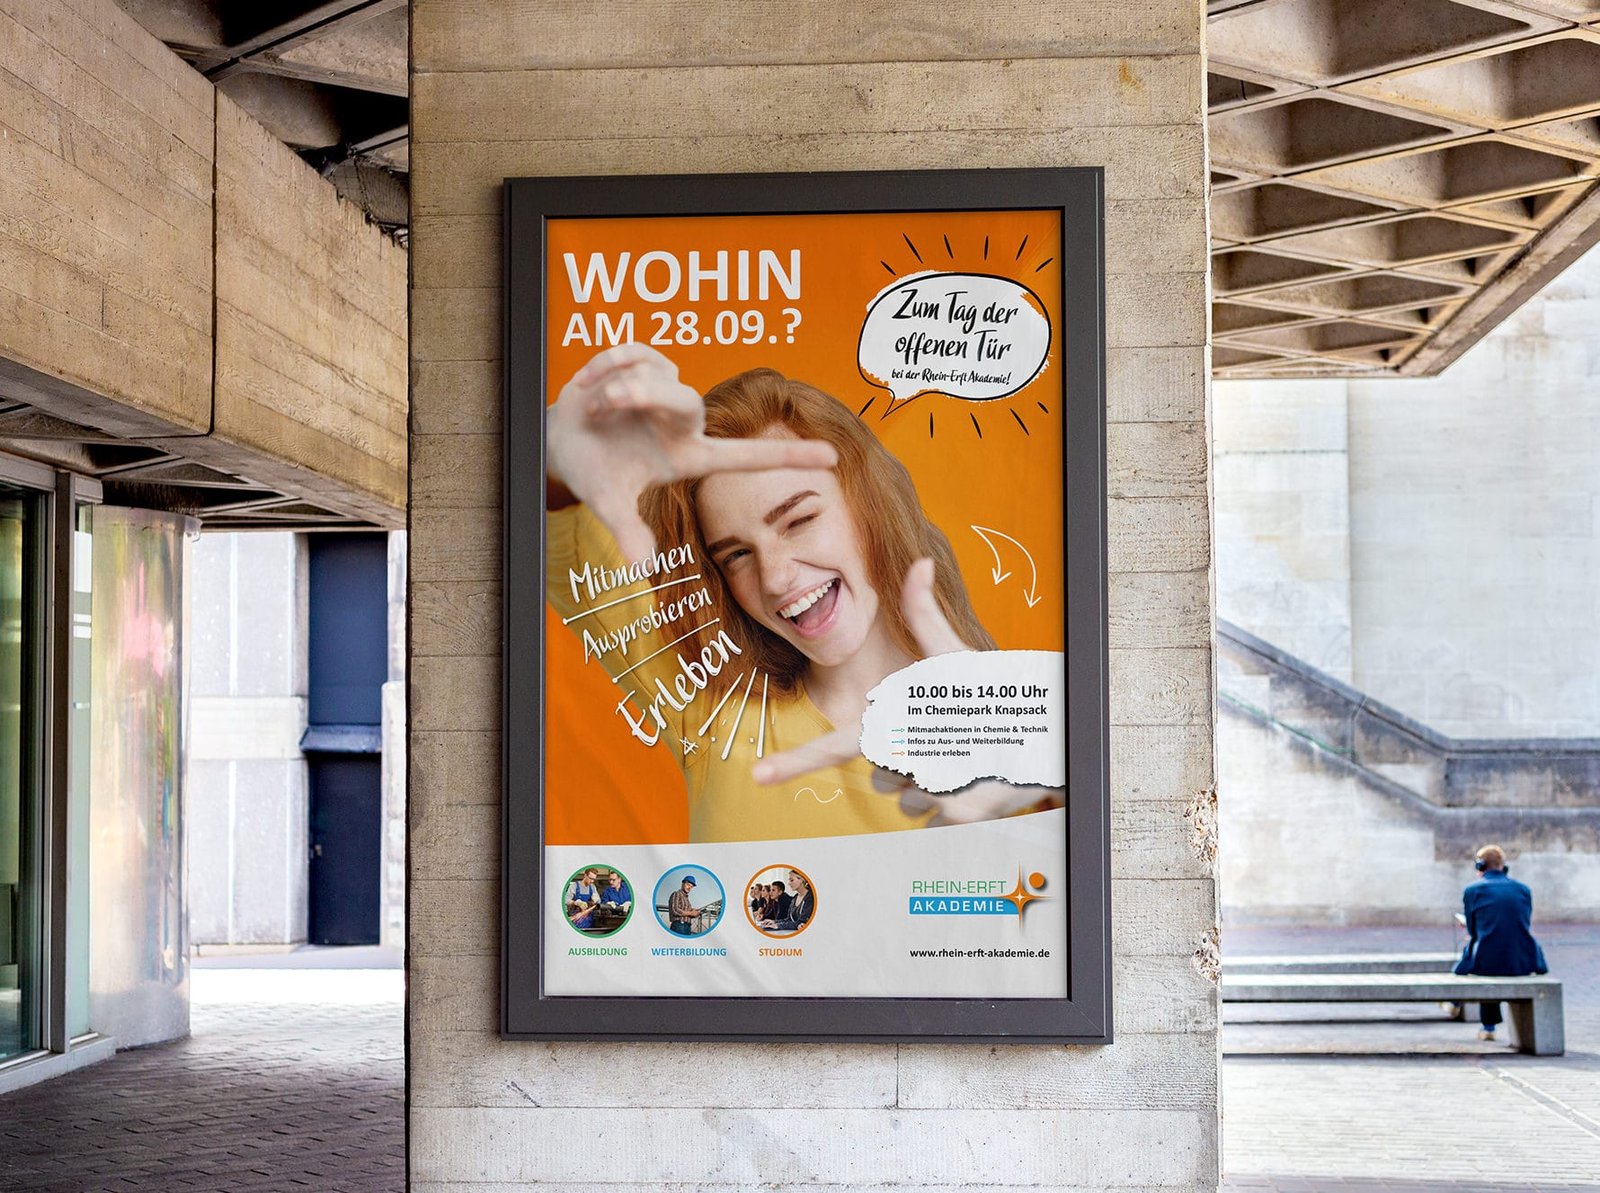 WOHIN
AM 28.09.?
Zum Tag der
offenen Tür
bei der Rhein-Erft Akademie!
Mitmachen
Ausprobieren
Erleben
10.00 bis 14.00 Uhr
Im Chemiepark Knapsack
Mitmachaktionen in Chemie & Technik
Infos zu Aus- und Weiterbildung
Industrie erleben
AUSBILDUNG
WEITERBILDUNG
STUDIUM
RHEIN-ERFT
AKADEMIE
www.rhein-erft-akademie.de